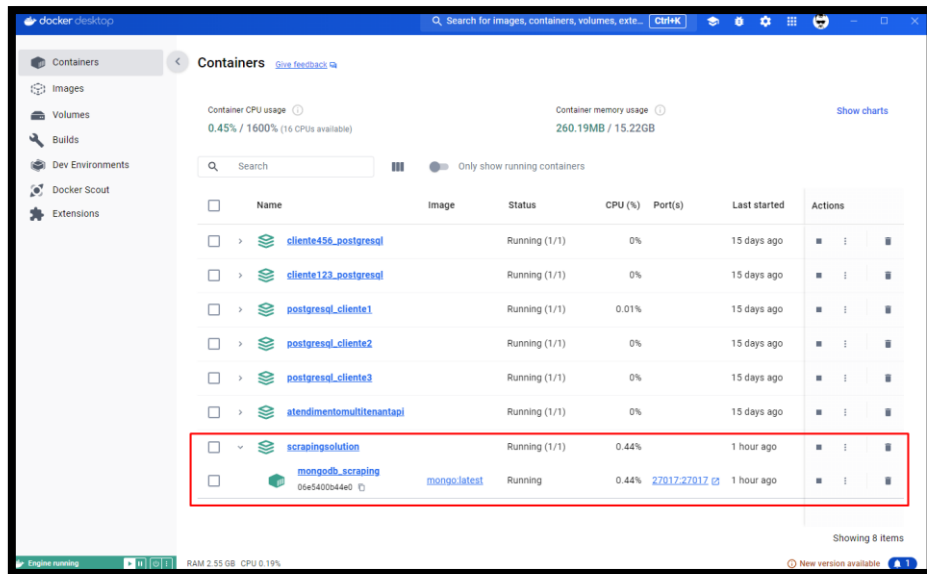 docker desktop
Search for images, containers, volumes, exte... Ctrl+K
Containers
Images
Volumes
Builds
Dev Environments
Docker Scout
Extensions
Containers Give feedback
Container CPU usage
0.45% / 1600% (16 CPUs available)
Container memory usage
260.19MB / 15.22GB
Show charts
Search
Only show running containers
Name Image Status CPU (%) Port(s) Last started Actions
cliente456_postgresql Running (1/1) 0% 15 days ago
cliente123_postgresql Running (1/1) 0% 15 days ago
postgresql_cliente1 Running (1/1) 0.01% 15 days ago
postgresql_cliente2 Running (1/1) 0% 15 days ago
postgresql_cliente3 Running (1/1) 0% 15 days ago
atendimentomultitenantapi Running (1/1) 0% 15 days ago
scrapingsolution Running (1/1) 0.44% 1 hour ago
mongodb_scraping mongo:latest Running 0.44% 27017:27017 1 hour ago
06e5400b44e0
Showing 8 items
Engine running RAM 2.55 GB CPU 0.19% New version available 1